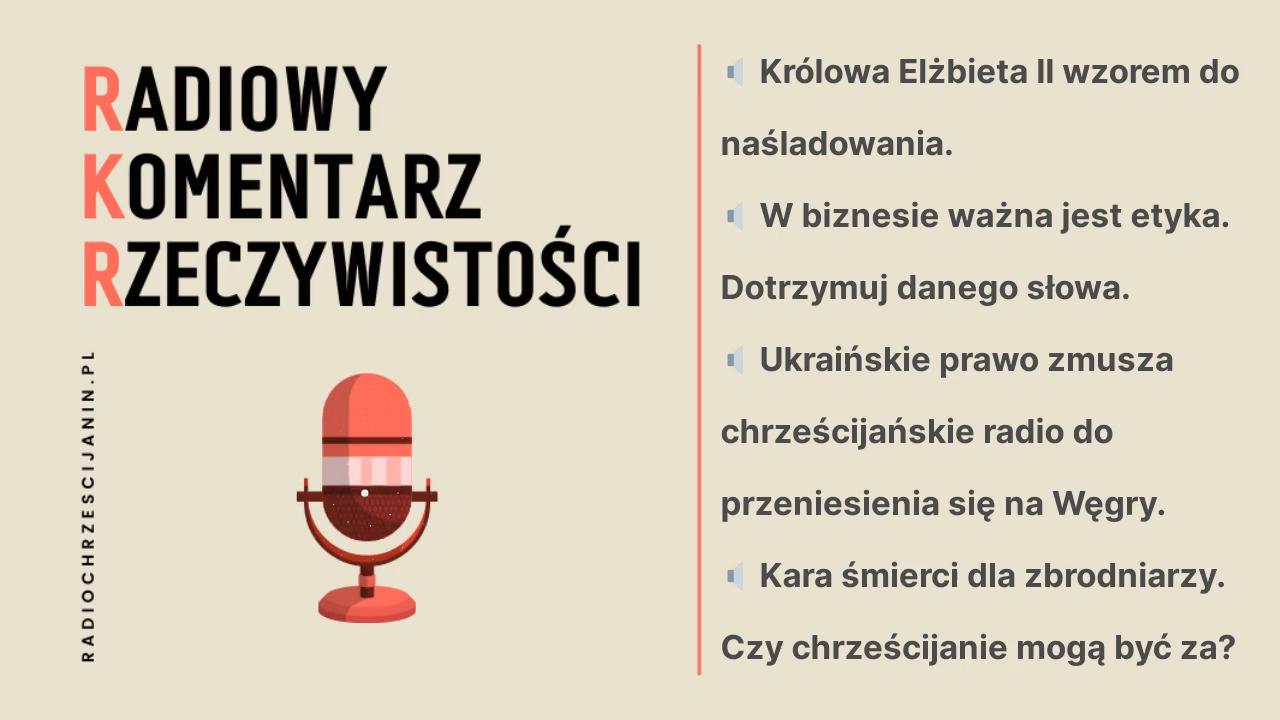 RADIOWY
KOMENTARZ
RZECZYWISTOŚCI
RADIOCHRZESCIJANIN.PL
Królowa Elżbieta II wzorem do
naśladowania.
W biznesie ważna jest etyka.
Dotrzymuj danego słowa.
Ukraińskie prawo zmusza
chrześcijańskie radio do
przeniesienia się na Węgry.
Kara śmierci dla zbrodniarzy.
Czy chrześcijanie mogą być za?